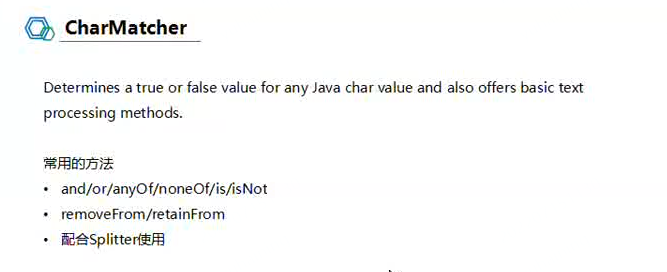 CharMatcher
Determines a true or false value for any Java char value and also offers basic text
processing methods.
常用的方法
• and/or/anyOf/noneOf/is/isNot
• removeFrom/retainFrom
• 配合Splitter使用